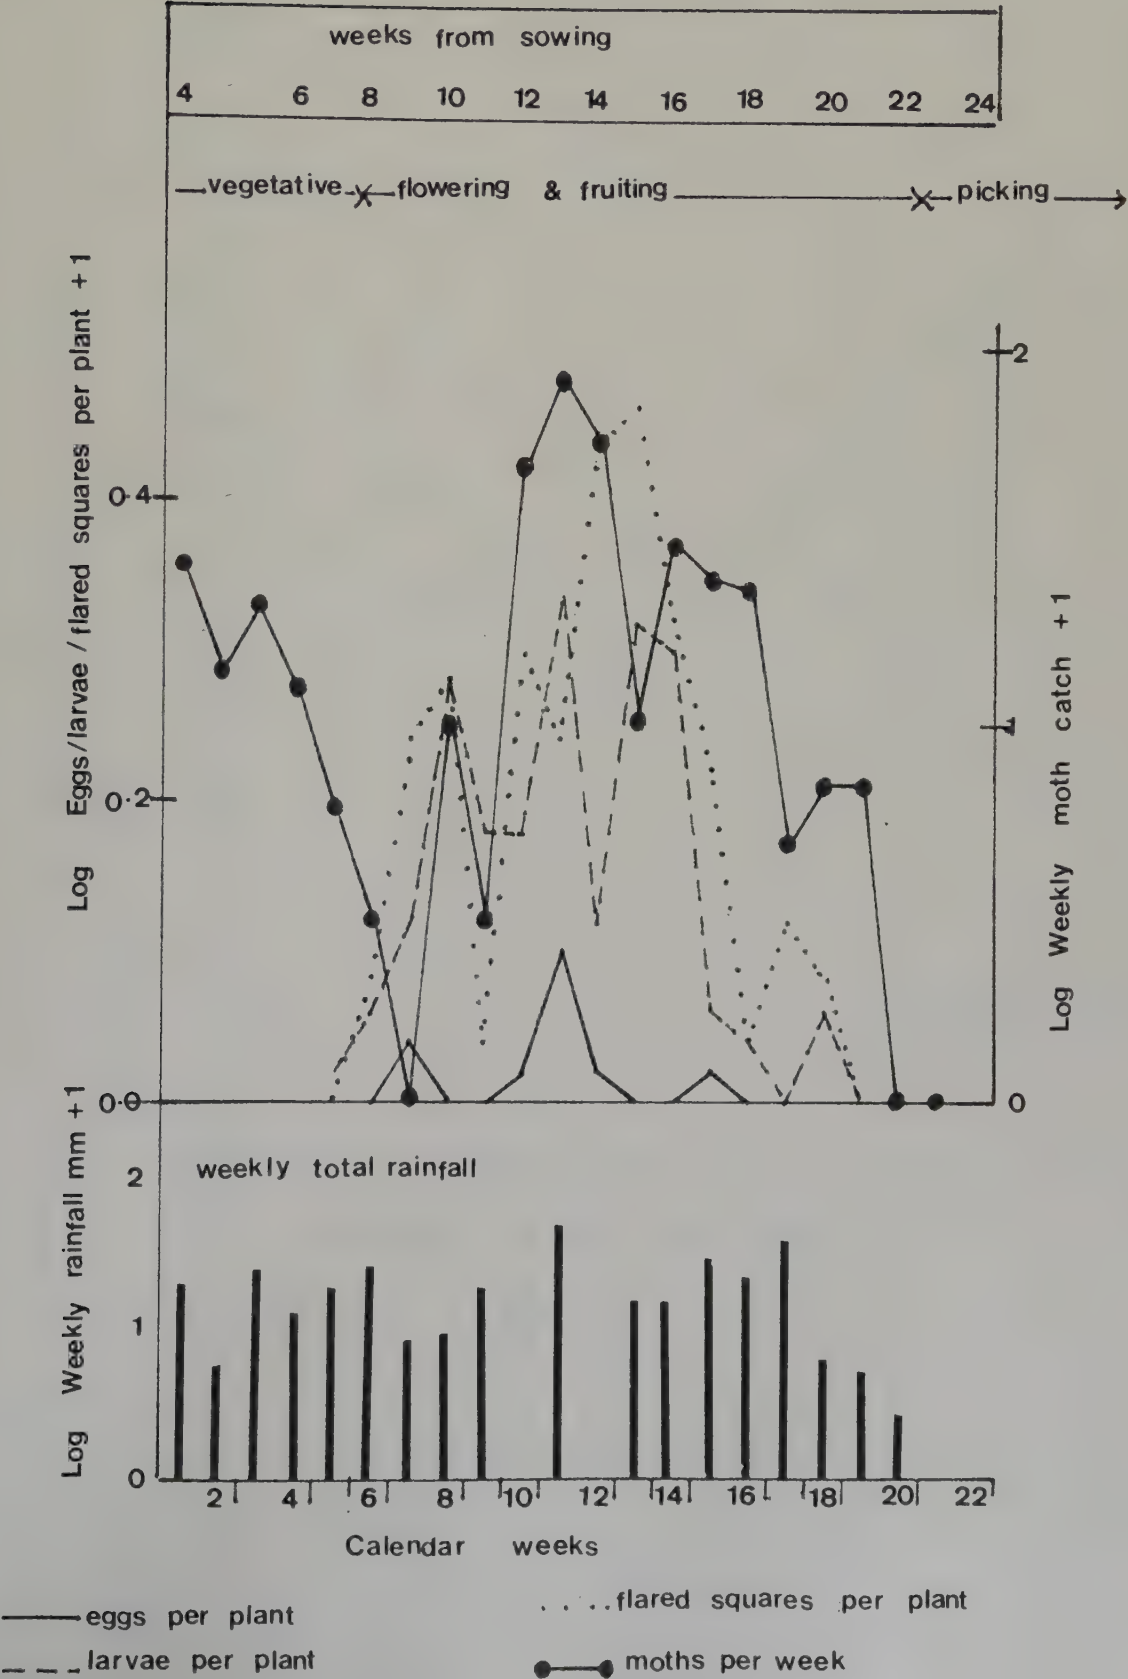 weeks from sowing
4 6 8 10 12 14 16 18 20 22 24
vegetative flowering & fruiting picking
Log Eggs/larvae/flared squares per plant +1
0·4
0·2
0·0
2
1
0
Log Weekly moth catch +1
Log Weekly rainfall mm +1
2
1
0
weekly total rainfall
2 4 6 8 10 12 14 16 18 20 22
Calendar weeks
eggs per plant
flared squares per plant
larvae per plant
moths per week